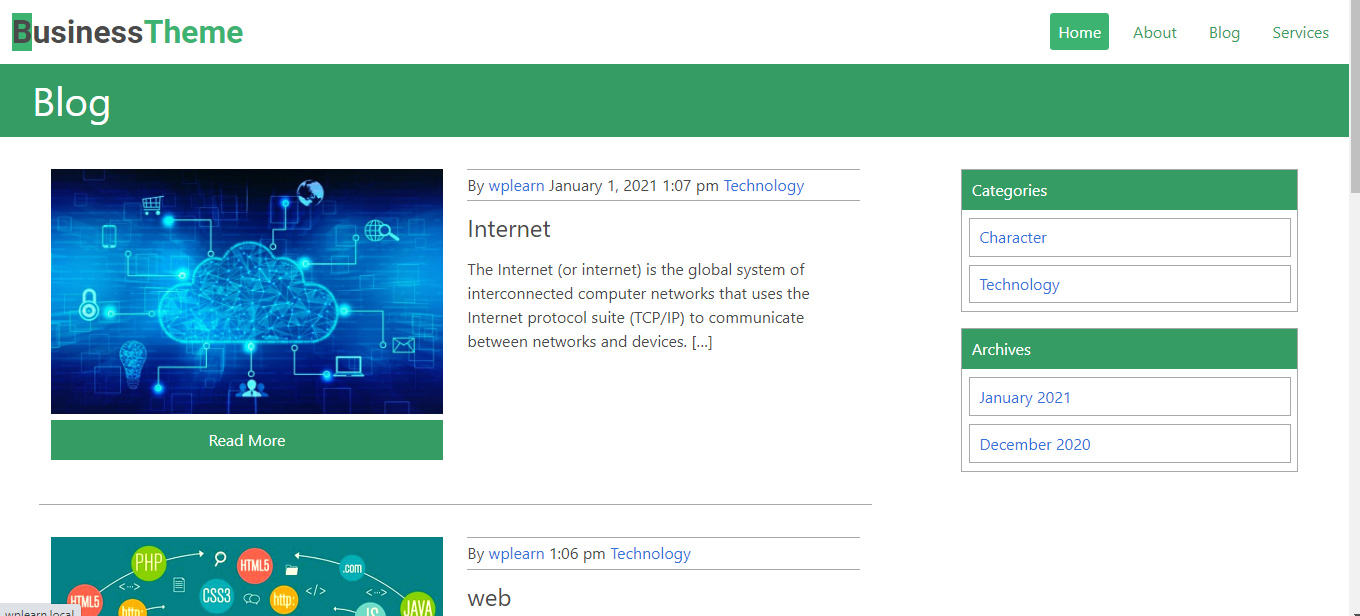 BusinessTheme
Home About Blog Services
Blog
By wplearn January 1, 2021 1:07 pm Technology
Internet
The Internet (or internet) is the global system of
interconnected computer networks that uses the
Internet protocol suite (TCP/IP) to communicate
between networks and devices. [...]
Read More
Categories
Character
Technology
Archives
January 2021
December 2020
By wplearn 1:06 pm Technology
web
PHP
HTML5
.com
<···>
CSS3
</>
<···>
HTML5
http:
http:
JS
JAVA
wplearn.local